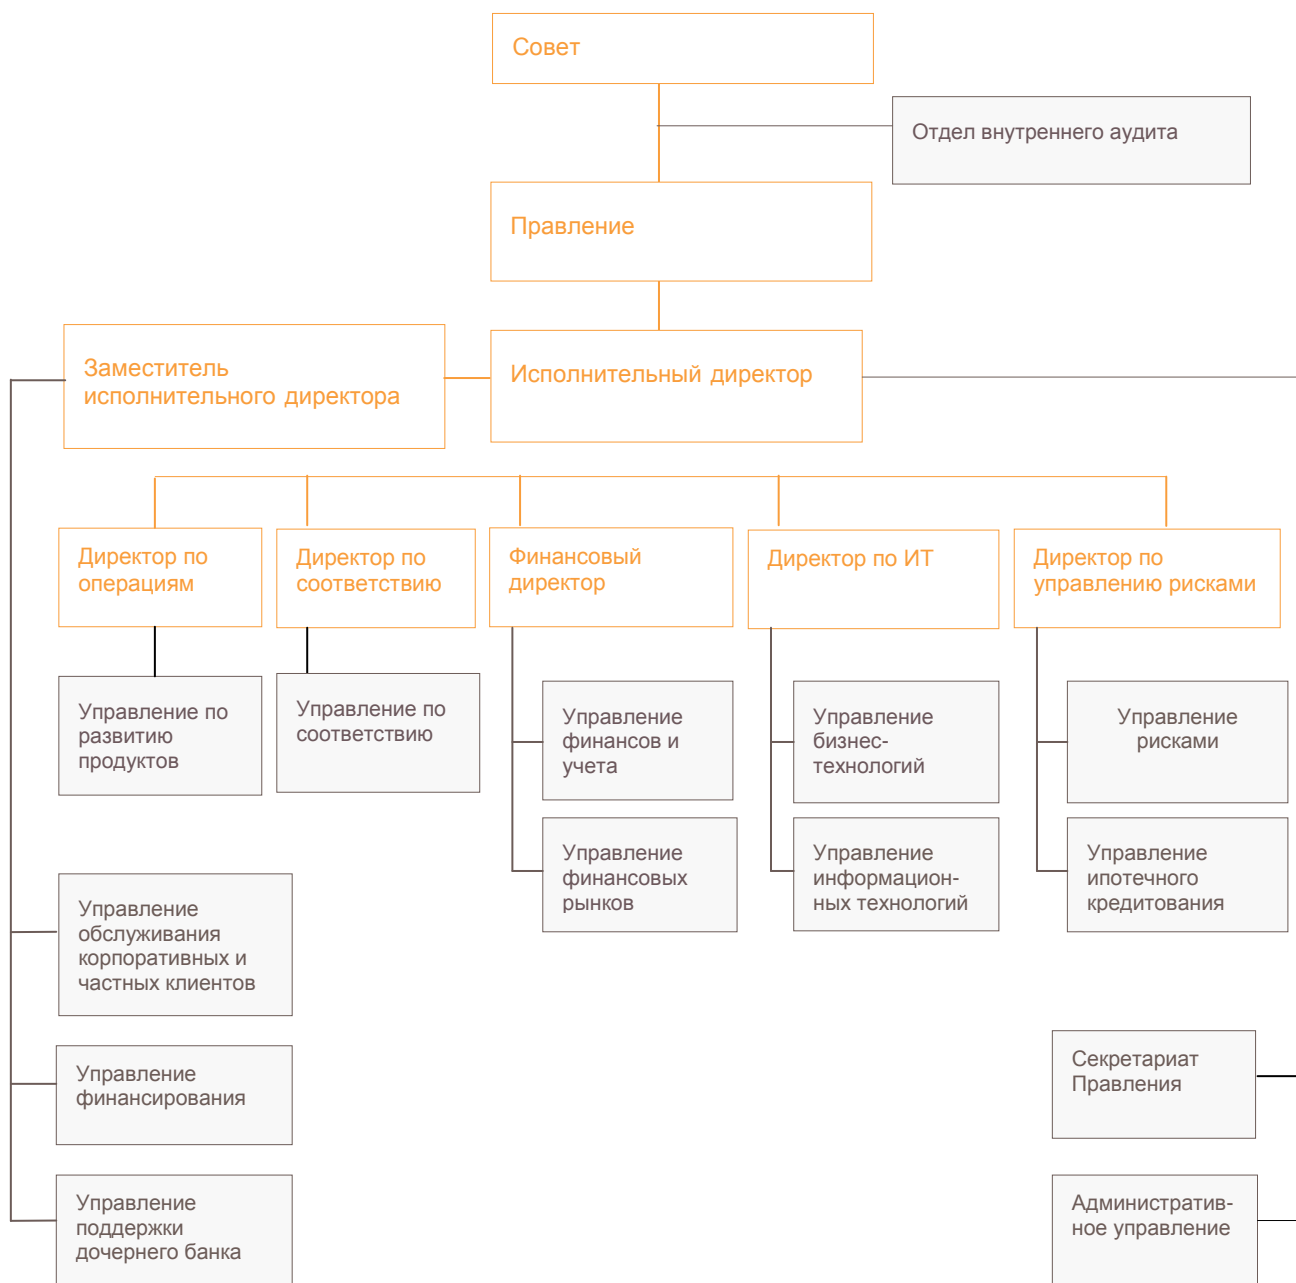 Совет
Отдел внутреннего аудита
Правление
Заместитель
исполнительного директора
Исполнительный директор
Директор по
операциям
Директор по
соответствию
Финансовый
директор
Директор по ИТ
Директор по
управлению рисками
Управление по
развитию
продуктов
Управление по
соответствию
Управление
финансов и
учета
Управление
бизнес-
технологий
Управление
рисками
Управление
финансовых
рынков
Управление
информацион-
ных технологий
Управление
ипотечного
кредитования
Управление
обслуживания
корпоративных и
частных клиентов
Управление
финансирования
Секретариат
Правления
Управление
поддержки
дочернего банка
Административ-
ное управление